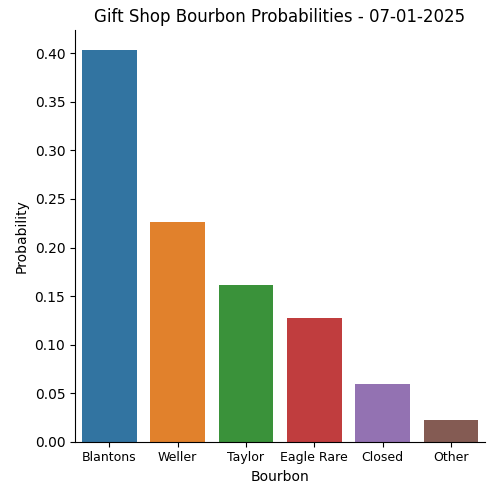 Gift Shop Bourbon Probabilities - 07-01-2025
0.40
0.35
0.30
0.25
0.20
0.15
0.10
0.05
0.00
Probability
Blantons Weller Taylor Eagle Rare Closed Other
Bourbon